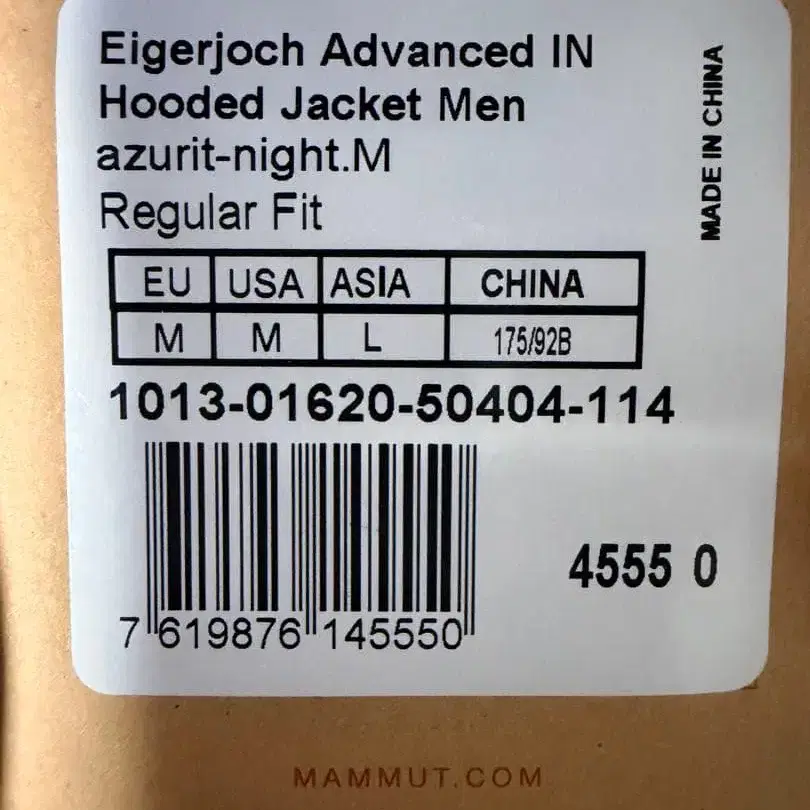 Eigerjoch Advanced IN
Hooded Jacket Men
azurit-night.M
Regular Fit
MADE IN CHINA
EU USA ASIA CHINA
M M L 175/92B
1013-01620-50404-114
4555 0
7 619876 145550
MAMMUT.COM